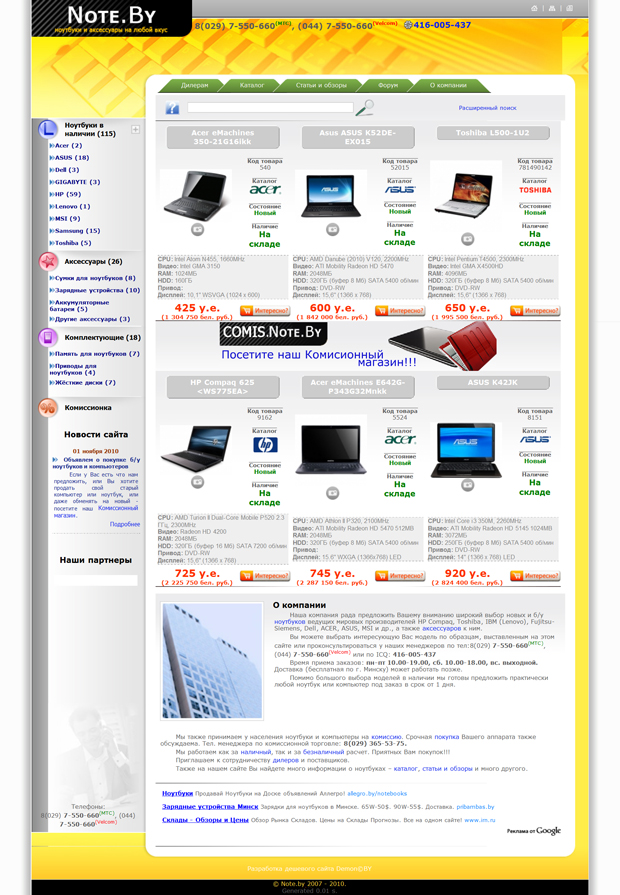 NOTE.BY
ноутбуки и аксессуары на любой вкус
8(029) 7-550-660(МТС), (044) 7-550-660(Velcom) 416-005-437
Дилерам Каталог Статьи и обзоры Форум О компании
Расширенный поиск
Ноутбуки в наличии (115)
Acer (2)
ASUS (18)
Dell (3)
GIGABYTE (3)
HP (59)
Lenovo (1)
MSI (9)
Samsung (15)
Toshiba (5)
Аксессуары (26)
Сумки для ноутбуков (8)
Зарядные устройства (10)
Аккумуляторные
батареи (5)
Другие аксессуары (3)
Комплектующие (18)
Память для ноутбуков (7)
Приводы для
ноутбуков (4)
Жёсткие диски (7)
Комиссионка
Новости сайта
01 ноября 2010
Объявлем о покупке б/у
ноутбуков и компьютеров
Если у Вас есть что нам
предложить, или Вы хотите
продать свой старый
компьютер или ноутбук, или
даже обменять на новый -
посетите наш Комисионный
магазин.
Подробнее
Наши партнеры
Телефоны:
8(029) 7-550-660(МТС), (044)
7-550-660(Velcom)
Acer eMachines
350-21G16ikk
Код товара
540
Каталог
acer
Состояние
Новый
Наличие
На
складе
CPU: Intel Atom N455, 1660MHz
Видео: Intel GMA 3150
RAM: 1024МБ
HDD: 160ГБ
Привод:
Дисплей: 10,1" WSVGA (1024 x 600)
425 у.е.
(1 304 750 бел. руб.)
Интересно?
Asus ASUS K52DE-
EX015
Код товара
52015
Каталог
ASUS
Состояние
Новый
Наличие
На
складе
CPU: AMD Danube (2010) V120, 2200MHz
Видео: ATI Mobility Radeon HD 5470
RAM: 2048МБ
HDD: 320ГБ (буфер 8 Мб) SATA 5400 об/мин
Привод: DVD-RW
Дисплей: 15,6" (1366 x 768)
600 у.е.
(1 842 000 бел. руб.)
Интересно?
Toshiba L500-1U2
Код товара
781490142
Каталог
TOSHIBA
Состояние
Новый
Наличие
На
складе
CPU: Intel Pentium T4500, 2300MHz
Видео: Intel GMA X4500HD
RAM: 4096МБ
HDD: 320ГБ (буфер 8 Мб) SATA 5400 об/мин
Привод: DVD-RW
Дисплей: 15,6" (1366 x 768)
650 у.е.
(1 995 500 бел. руб.)
Интересно?
COMIS.NOTE.BY
Посетите наш Комисионный
магазин!!!
HP Compaq 625
<WS775EA>
Код товара
9162
Каталог
hp
Состояние
Новый
Наличие
На
складе
CPU: AMD Turion II Dual-Core Mobile P520 2.3
ГГц, 2300MHz
Видео: Radeon HD 4200
RAM: 2048МБ
HDD: 320ГБ (буфер 16 Мб) SATA 7200 об/мин
Привод: DVD-RW
Дисплей: 15,6" (1366 x 768)
725 у.е.
(2 225 750 бел. руб.)
Интересно?
Acer eMachines E642G-
P343G32Mnkk
Код товара
5524
Каталог
acer
Состояние
Новый
Наличие
На
складе
CPU: AMD Athlon II P320, 2100MHz
Видео: ATI Mobility Radeon HD 5470 512МВ
RAM: 2048МБ
HDD: 320ГБ (буфер 8 Мб) SATA 5400 об/мин
Привод:
Дисплей: 15.6" WXGA (1366x768) LED
745 у.е.
(2 287 150 бел. руб.)
Интересно?
ASUS K42JK
Код товара
8151
Каталог
ASUS
Состояние
Новый
Наличие
На
складе
CPU: Intel Core i3 350M, 2260MHz
Видео: ATI Mobility Radeon HD 5145 1024МВ
RAM: 3072МБ
HDD: 250ГБ (буфер 8 Мб) SATA 5400 об/мин
Привод: DVD-RW
Дисплей: 14" (1366 x 768) LED
920 у.е.
(2 824 400 бел. руб.)
Интересно?
О компании
Наша компания рада предложить Вашему вниманию широкий выбор новых и б/у
ноутбуков ведущих мировых производителей HP Compaq, Toshiba, IBM (Lenovo), Fujitsu-
Siemens, Dell, ACER, ASUS, MSI и др., а также аксессуаров к ним.
Вы можете выбрать интересующую Вас модель по образцам, выставленным на этом
сайте или проконсультироваться у наших менеджеров по тел:8(029) 7-550-660(МТС),
(044) 7-550-660(Velcom) или по ICQ: 416-005-437
Время приема заказов: пн-пт 10.00-19.00, сб. 10.00-18.00, вс. выходной.
Доставка (бесплатная по г. Минску) может работать позже.
Помимо большого выбора моделей в наличии мы готовы предложить практически
любой ноутбук или компьютер под заказ в срок от 1 дня.
Мы также принимаем у населения ноутбуки и компьютеры на комиссию. Срочная покупка Вашего аппарата также
обсуждаема. Тел. менеджера по комиссионной торговле: 8(029) 365-53-75.
Мы работаем как за наличный, так и за безналичный расчет. Приятных Вам покупок!!!
Приглашаем к сотрудничеству дилеров и поставщиков.
Также на нашем сайте Вы найдете много информации о ноутбуках – каталог, статьи и обзоры и много другого.
Ноутбуки Продавай Ноутбуки на Доске объявлений Аллегро! allegro.by/notebooks
Зарядные устройства Минск Зарядки для ноутбуков в Минске. 65W-50$. 90W-55$. Доставка. pribambas.by
Склады - Обзоры и Цены Обзор Рынка Складов. Цены на Склады Прогнозы. Все на одном сайте! www.irn.ru
Реклама от Google
Разработка дешевого сайта Demon©BY
© Note.by 2007 - 2010.
Generated 0.01 s.